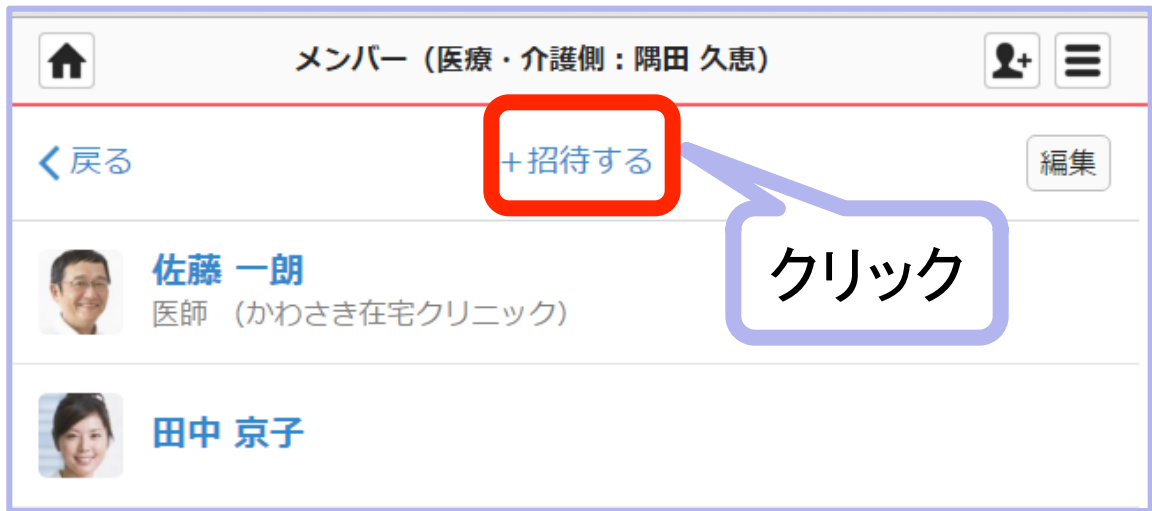 メンバー（医療・介護側：隅田 久恵）
戻る
＋招待する
編集
クリック
佐藤 一朗
医師 （かわさき在宅クリニック）
田中 京子